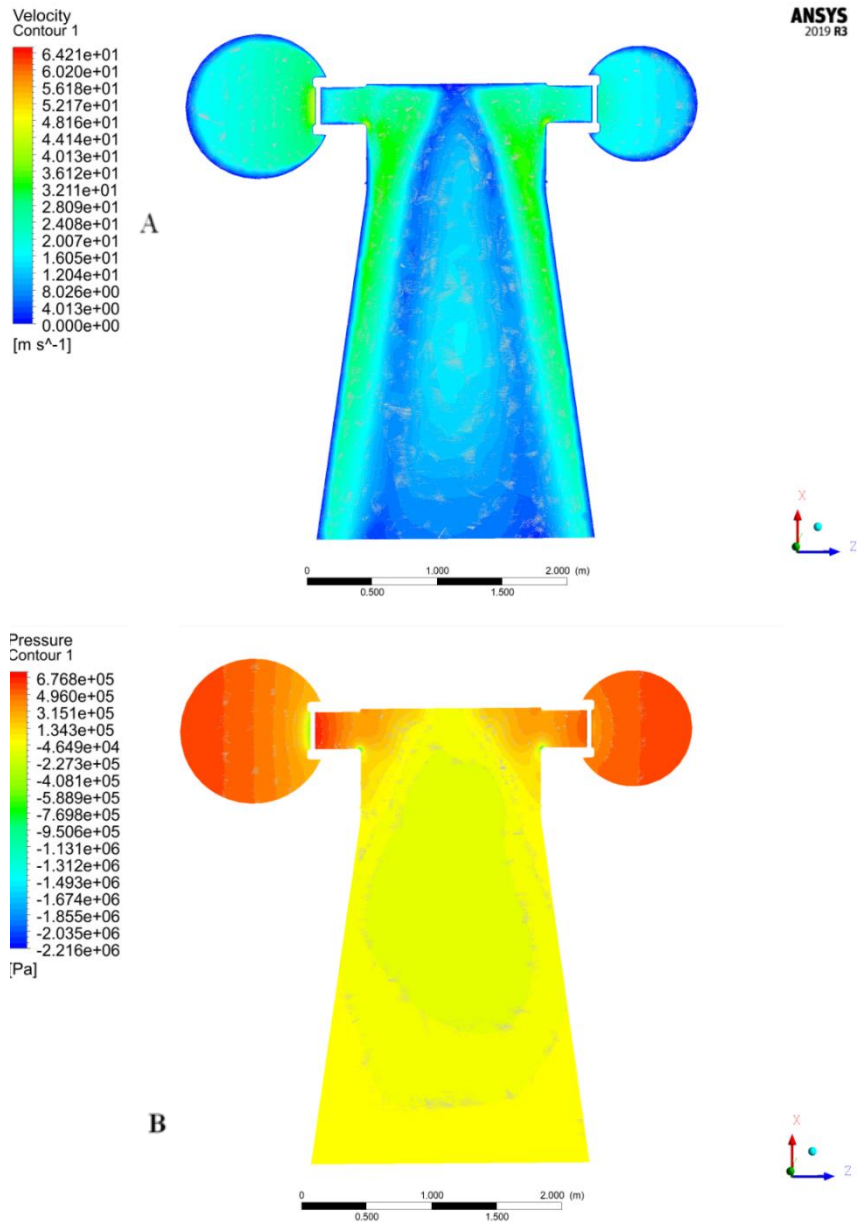 Velocity
Contour 1
6.421e+01
6.020e+01
5.618e+01
5.217e+01
4.816e+01
4.414e+01
4.013e+01
3.612e+01
3.211e+01
2.809e+01
2.408e+01
2.007e+01
1.605e+01
1.204e+01
8.026e+00
4.013e+00
0.000e+00
[m s^-1]
ANSYS
2019 R3
A
X
Z
0 1.000 2.000 (m)
0.500 1.500
Pressure
Contour 1
6.768e+05
4.960e+05
3.151e+05
1.343e+05
-4.649e+04
-2.273e+05
-4.081e+05
-5.889e+05
-7.698e+05
-9.506e+05
-1.131e+06
-1.312e+06
-1.493e+06
-1.674e+06
-1.855e+06
-2.035e+06
-2.216e+06
[Pa]
B
X
Z
0 1.000 2.000 (m)
0.500 1.500